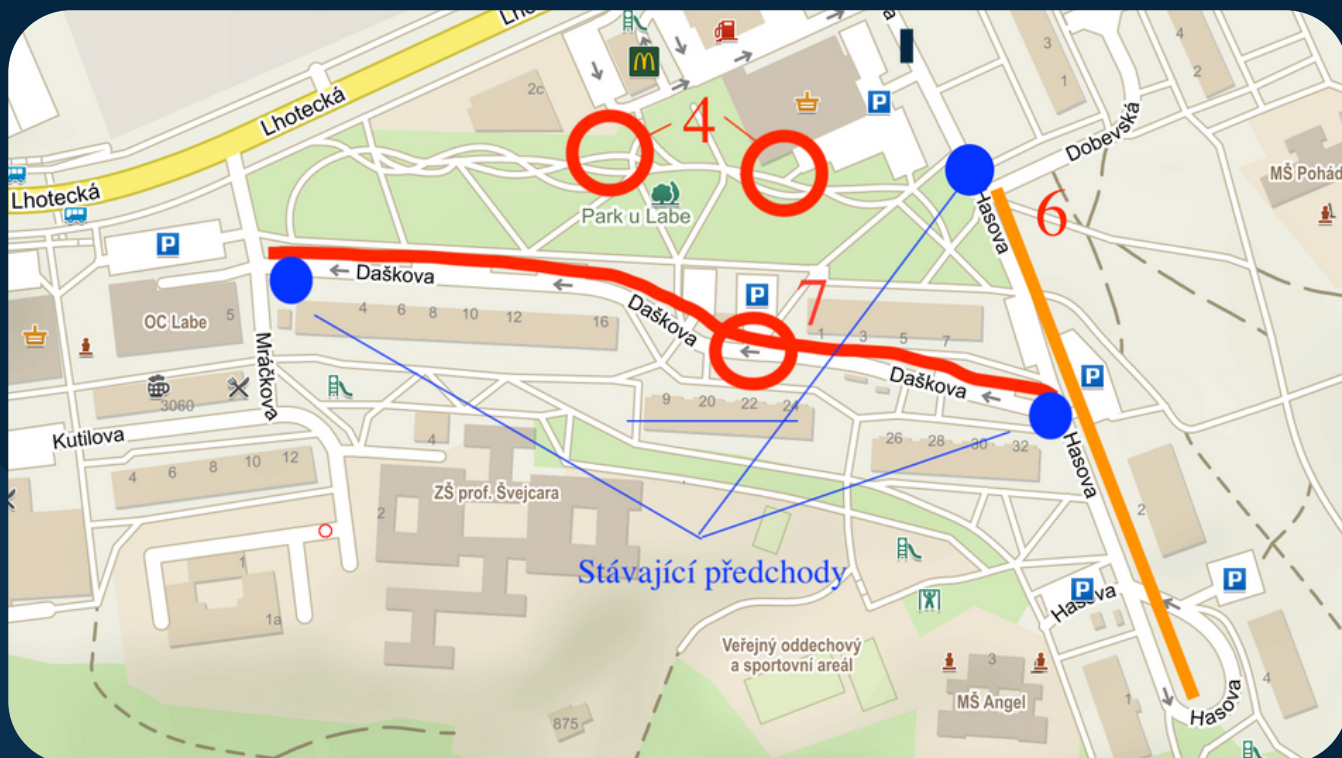 Lho
a
2c
3
1
4
2
P
4
Lhotecká
Dobevská
MŠ Pohád
Lhotecká
Park u Labe
Hasova
6
P
Daškova
P
7
OC Labe
5
4
6
8
10
12
16
Daškova
1
3
5
7
Mráčkova
Daškova
P
3060
9
20
22
24
Kutilova
4
26
28
30
32
Hasova
4
6
8
10
12
ZŠ prof. Švejcara
2
2
Stávající předchody
1
P
P
Hasova
1a
Veřejný oddechový
a sportovní areál
3
MŠ Angel
4
1
Hasova
875